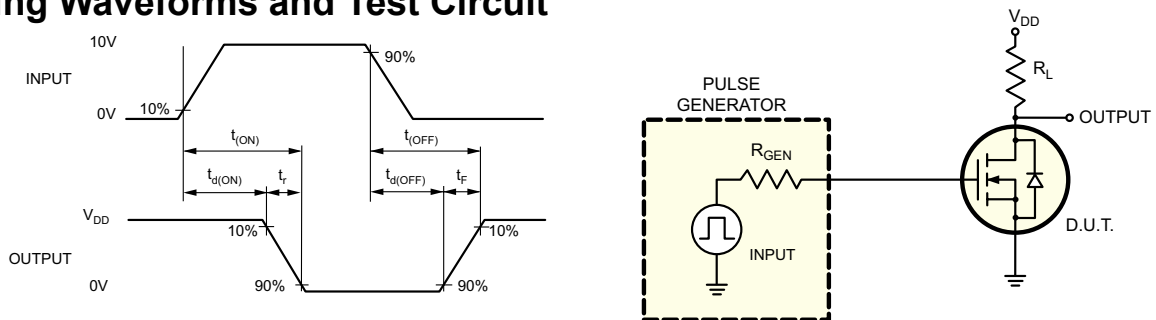 ing Waveforms and Test Circuit
10V
INPUT
0V
10%
90%
t(ON)
t(OFF)
td(ON)
tr
td(OFF)
tF
VDD
OUTPUT
0V
10%
90%
10%
90%
PULSE
GENERATOR
RGEN
INPUT
VDD
RL
OUTPUT
D.U.T.